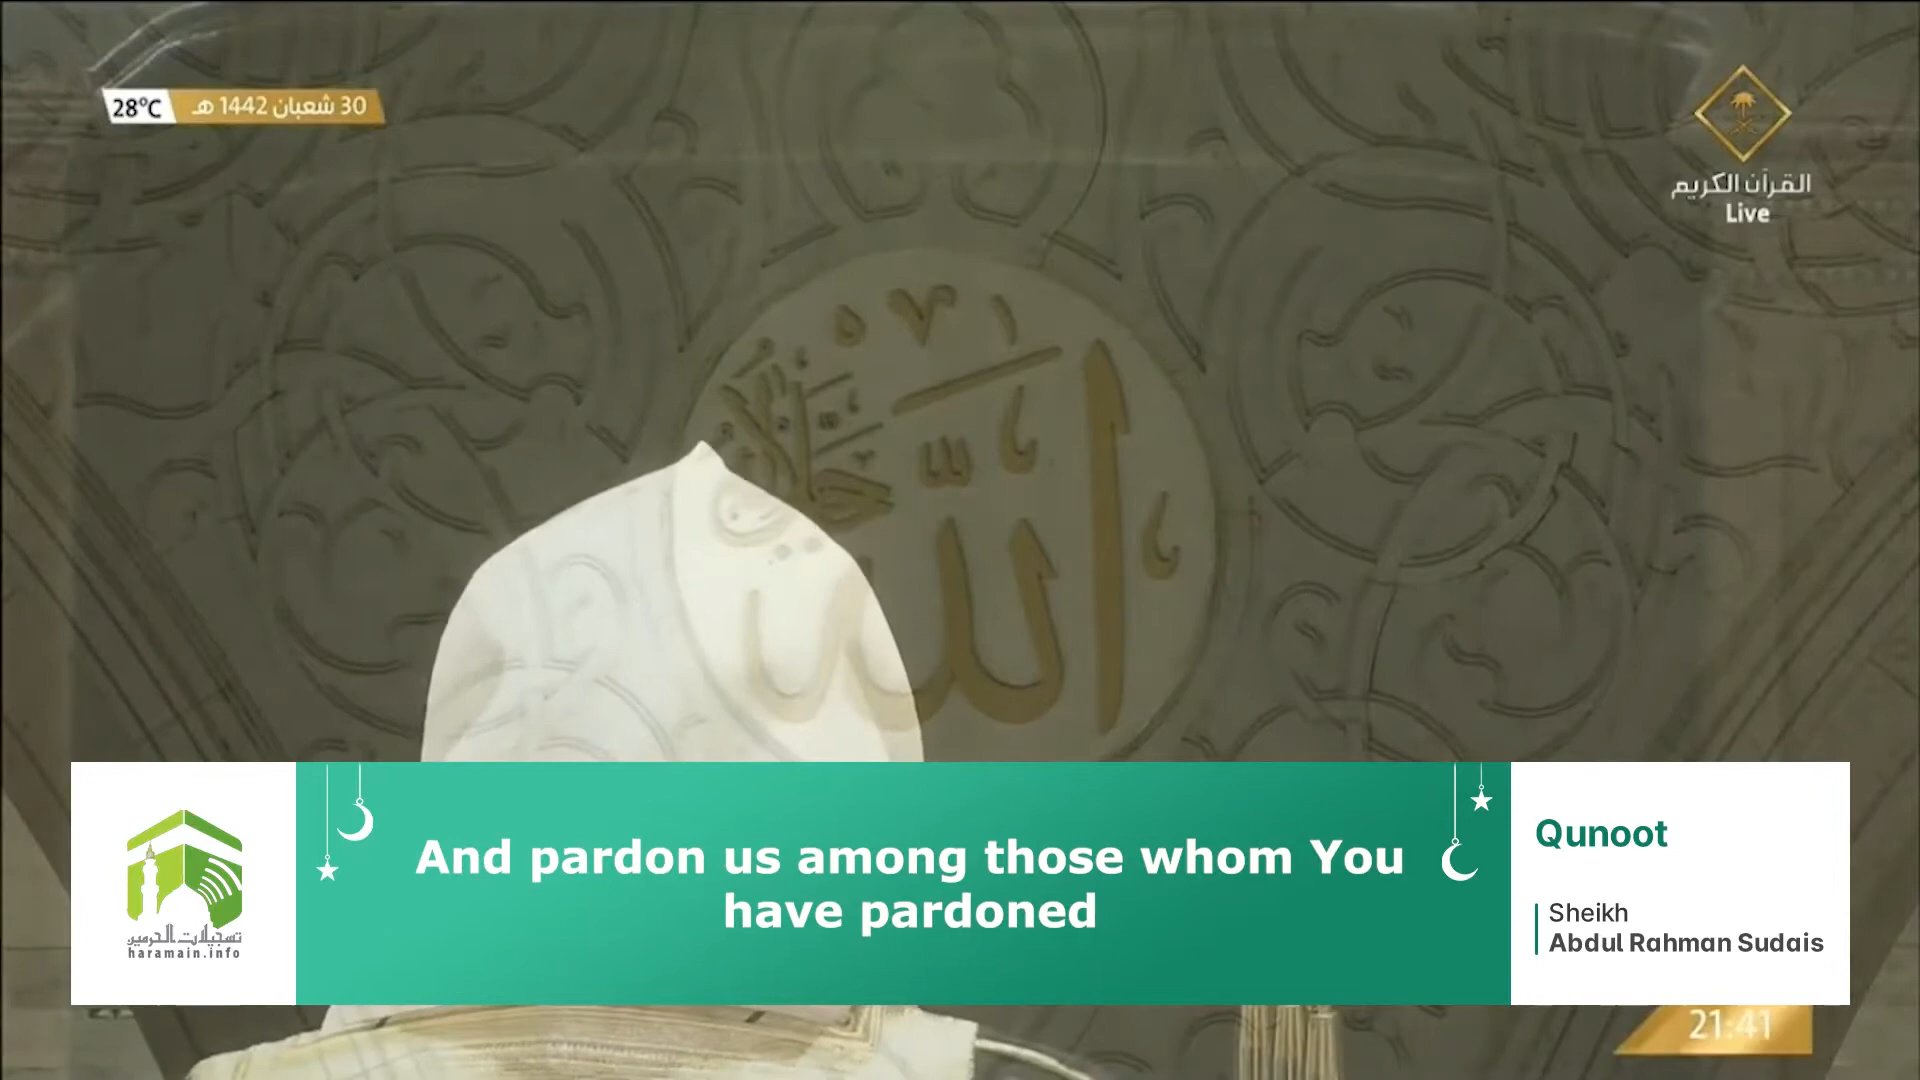 28°C
30 شعبان 1442 هـ
القرآن الكريم
Live
الله
And pardon us among those whom You
have pardoned
تسجيلات الحرمين
haramain.info
Qunoot
Sheikh
Abdul Rahman Sudais
21:41